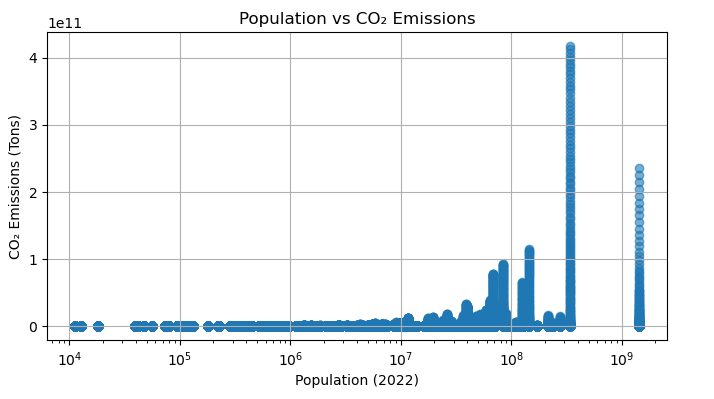 Population vs CO₂ Emissions
1e11
4
3
2
1
0
CO₂ Emissions (Tons)
10⁴ 10⁵ 10⁶ 10⁷ 10⁸ 10⁹
Population (2022)